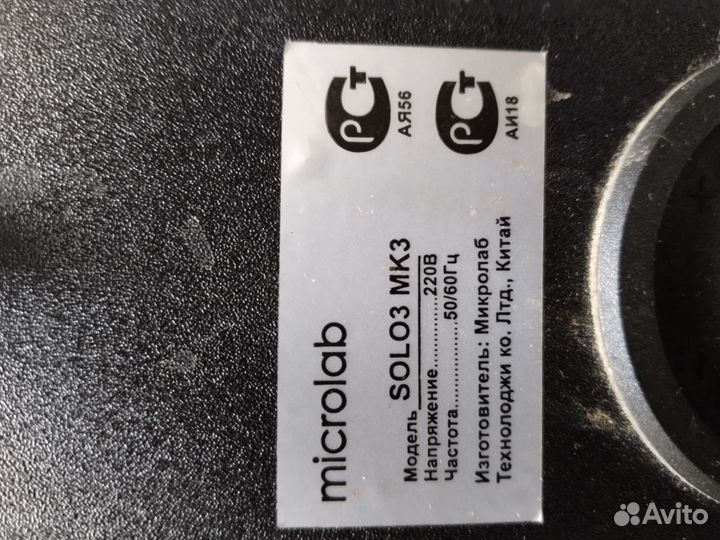 microlab
Модель SOLO3 MK3
Напряжение...............220В
Частота.....................50/60Гц
Изготовитель: Микролаб
Технолоджи ко. Лтд., Китай
РСТ
АЯ56
РСТ
АИ18
Avito